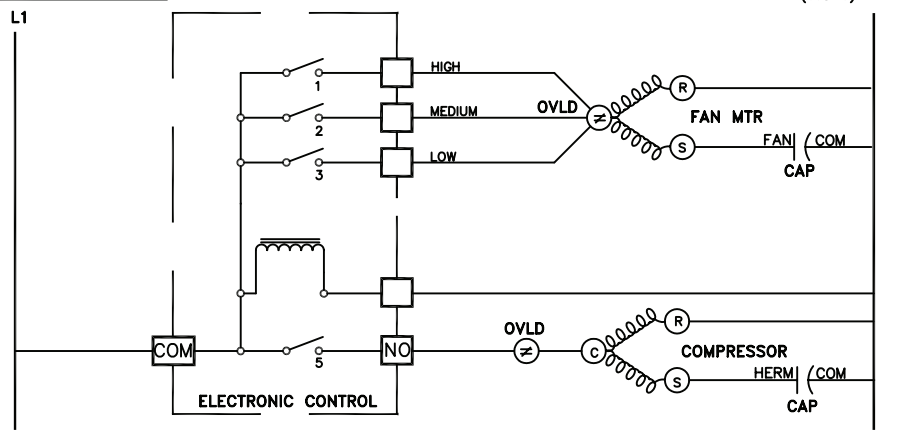 L1
HIGH
1
OVLD
R
MEDIUM
FAN MTR
2
S
FAN
COM
LOW
3
CAP
OVLD
R
COM
NO
C
COMPRESSOR
5
HERM
COM
S
ELECTRONIC CONTROL
CAP